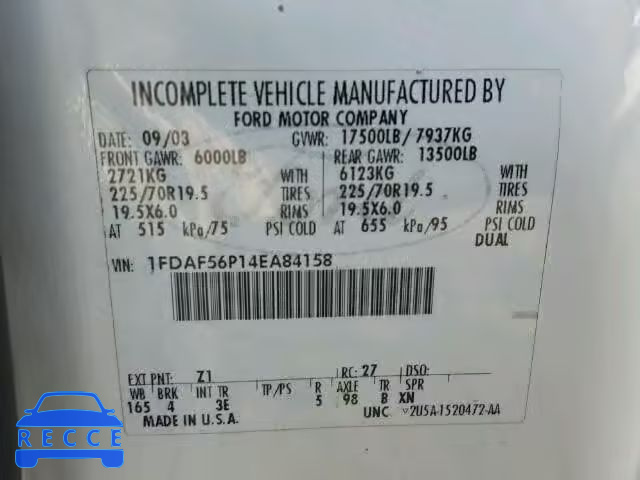 INCOMPLETE VEHICLE MANUFACTURED BY
FORD MOTOR COMPANY
DATE: 09/03 GVWR: 17500LB/ 7937KG
FRONT GAWR: 6000LB REAR GAWR: 13500LB
2721KG WITH 6123KG WITH
225/70R19.5 TIRES 225/70R19.5 TIRES
19.5X6.0 RIMS 19.5X6.0 RIMS
AT 515 kPa/75 PSI COLD AT 655 kPa/95 PSI COLD
DUAL
VIN: 1FDAF56P14EA84158
EXT PNT: Z1 RC: 27 DSO:
WB BRK INT TR TP/PS R AXLE TR SPR
165 4 3E 5 98 B XN
MADE IN U.S.A. UNC 2U5A-1520472-AA
RECCE